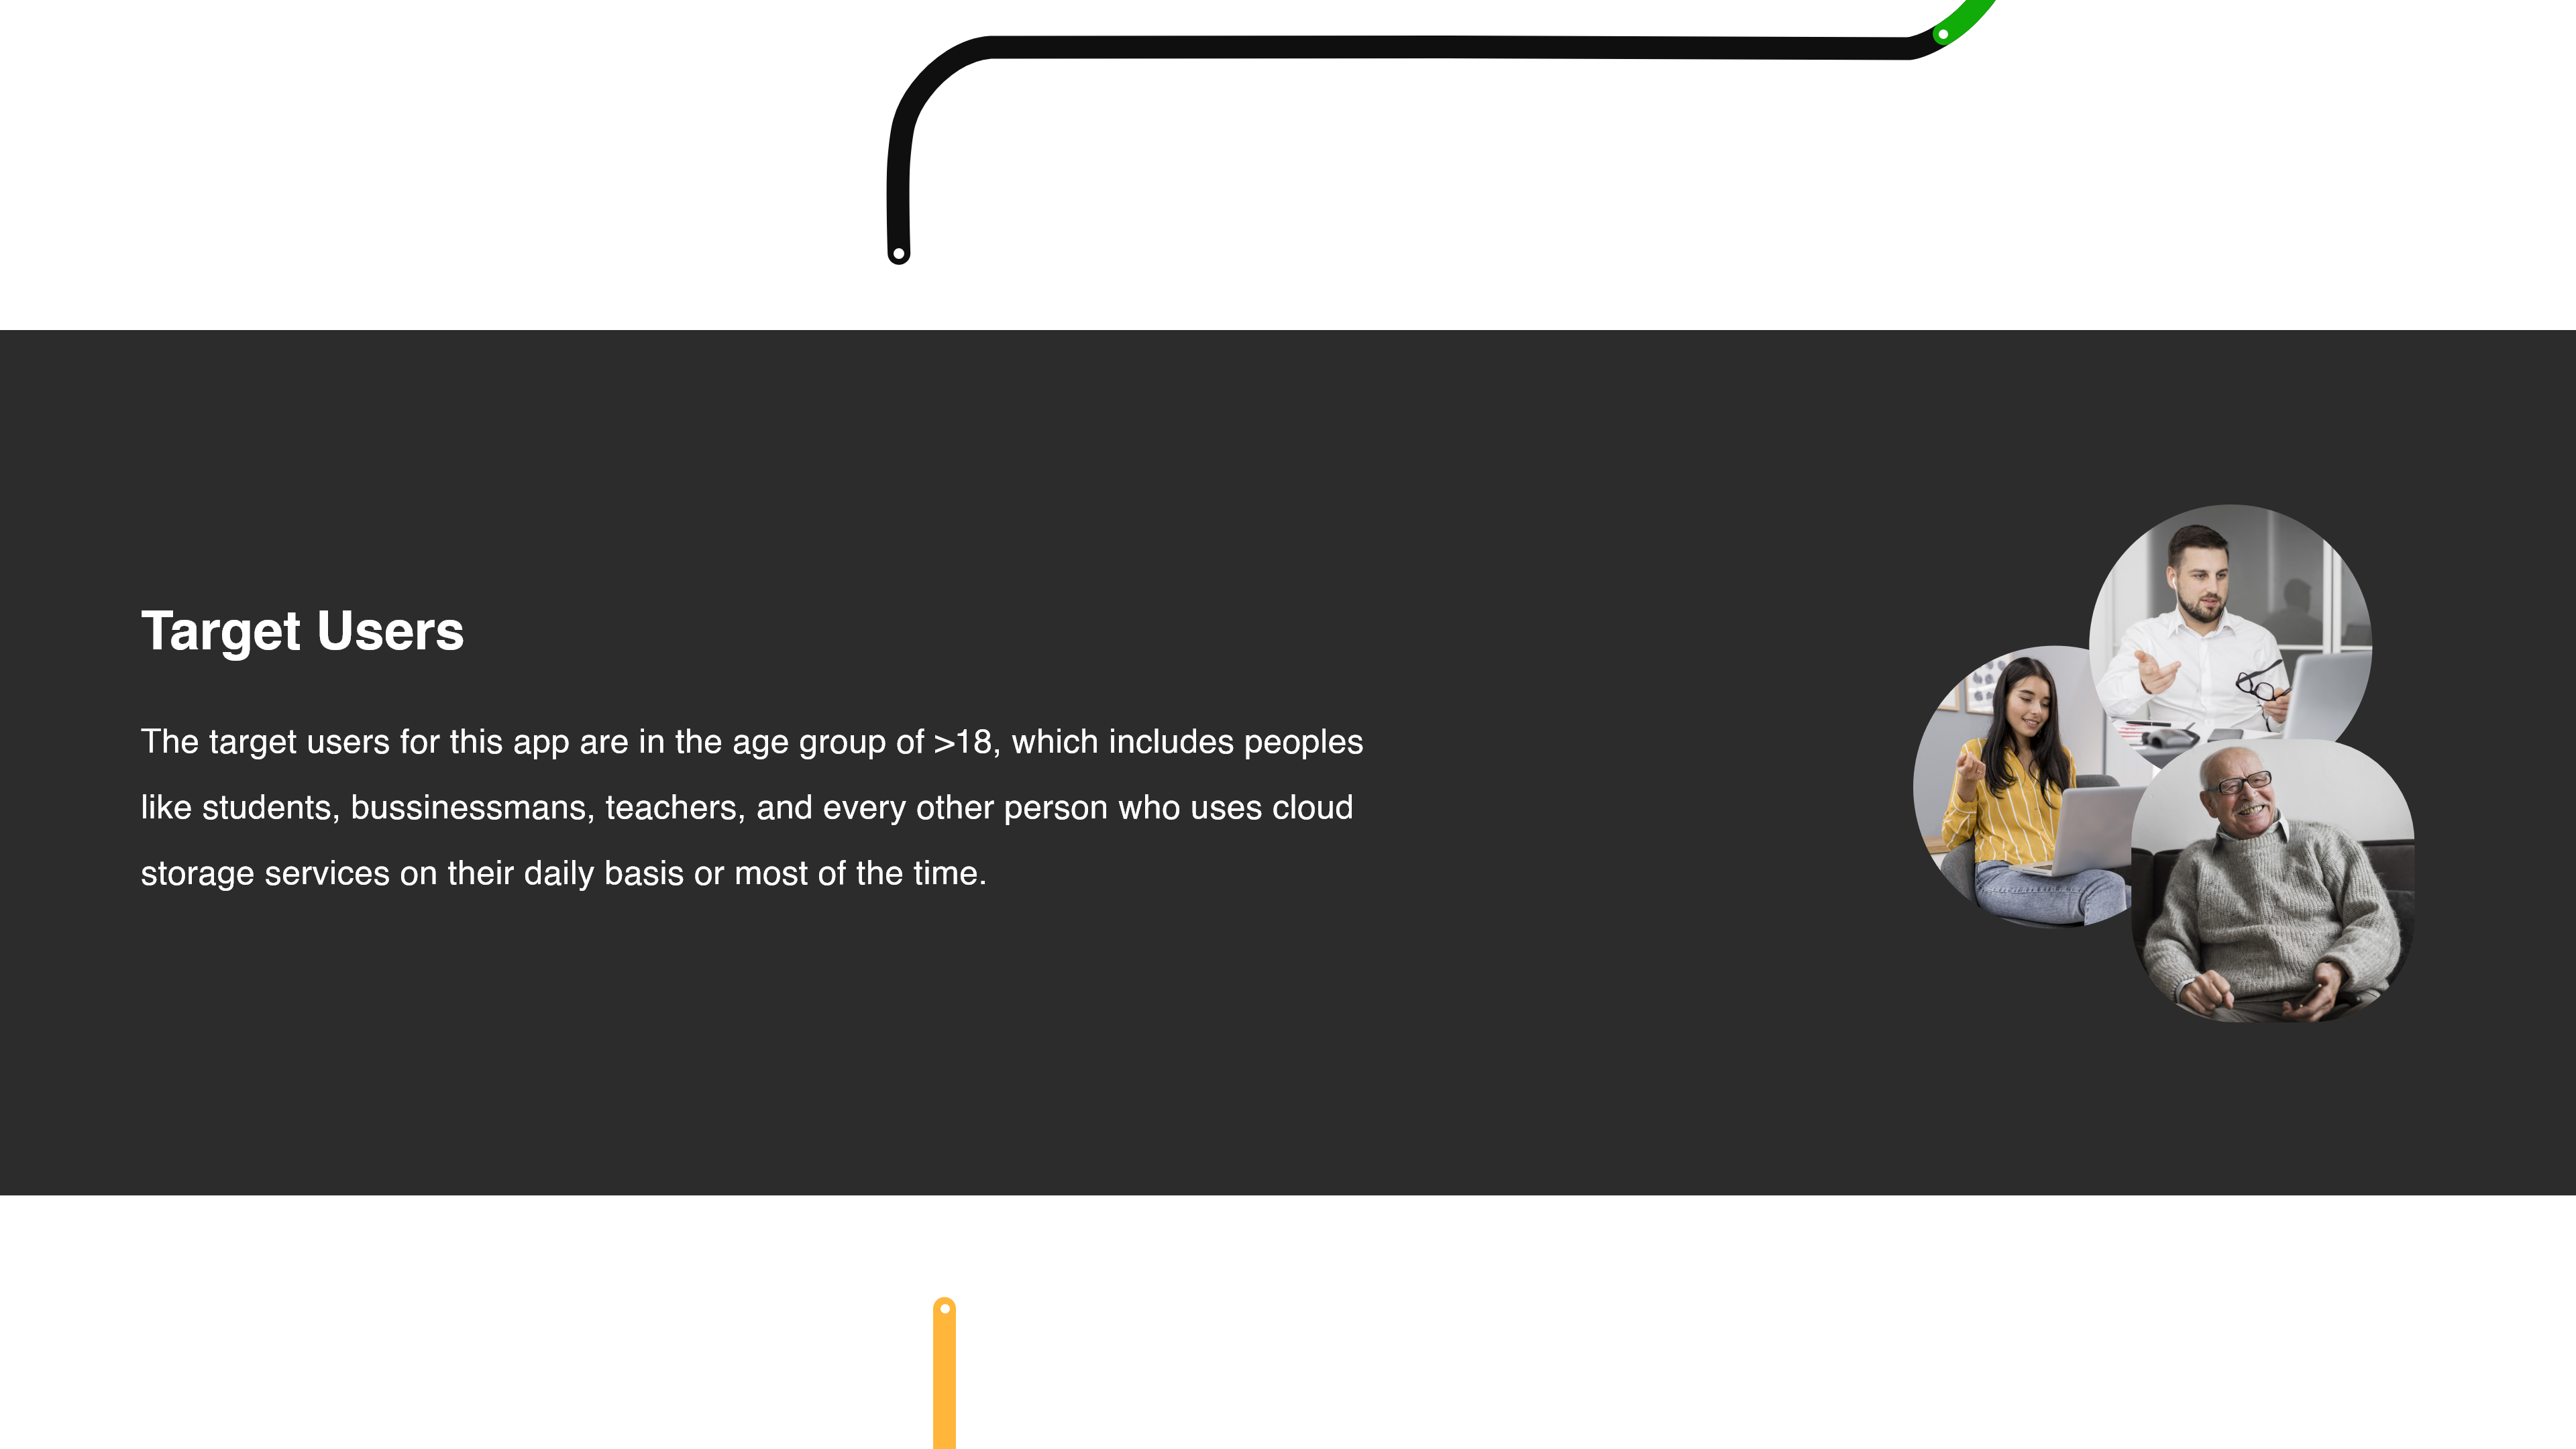 Target Users
The target users for this app are in the age group of >18, which includes peoples
like students, bussinessmans, teachers, and every other person who uses cloud
storage services on their daily basis or most of the time.